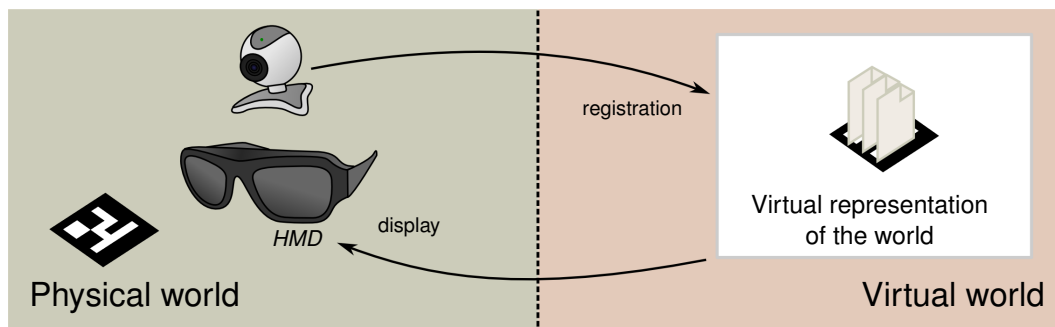 registration
Virtual representation
of the world
display
HMD
Physical world
Virtual world